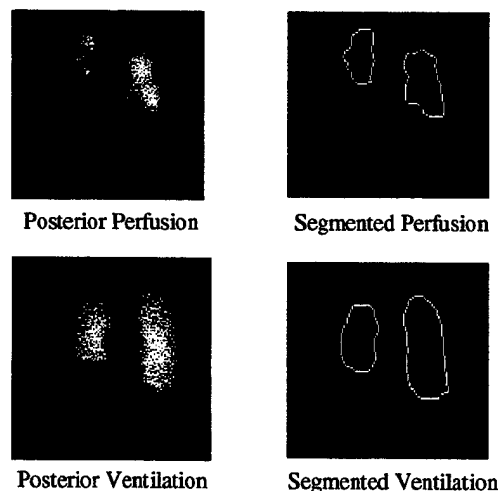 Posterior Perfusion
Segmented Perfusion
Posterior Ventilation
Segmented Ventilation